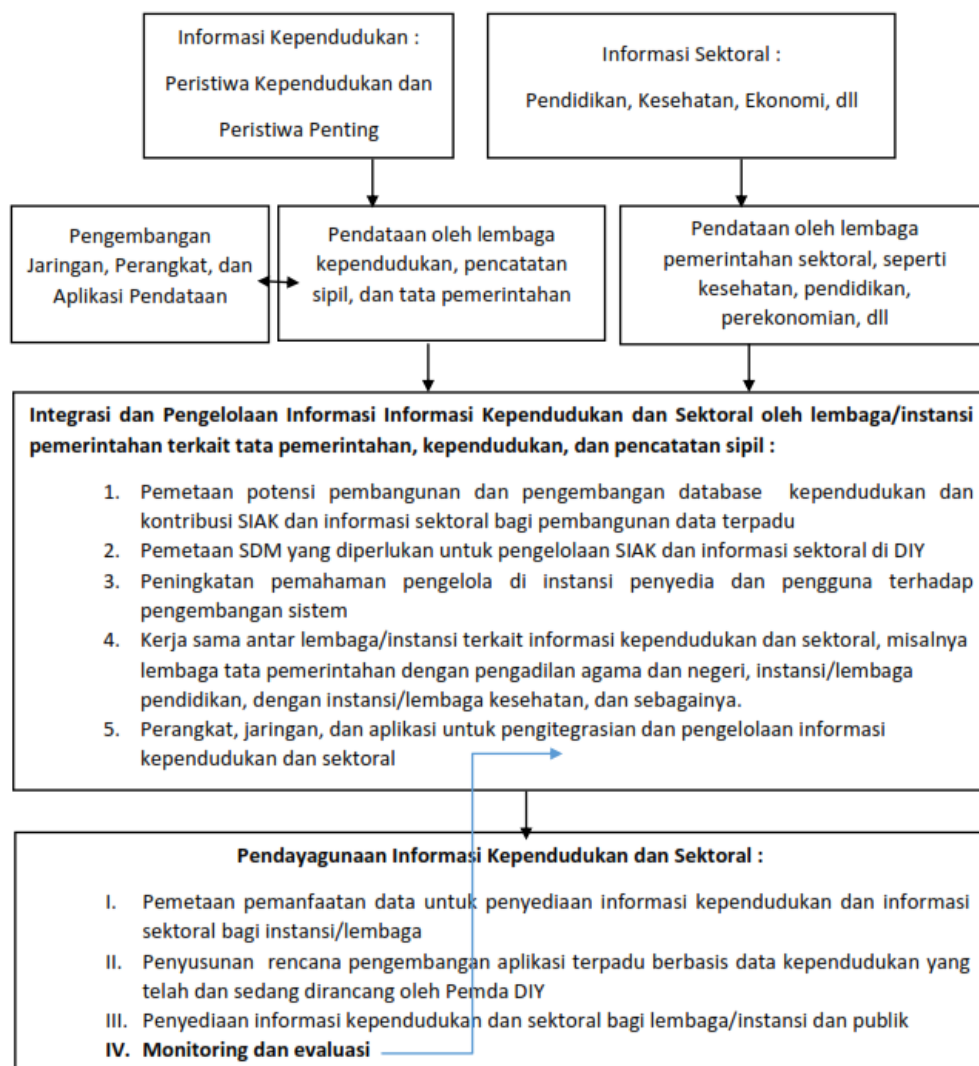 Informasi Kependudukan :
Peristiwa Kependudukan dan
Peristiwa Penting
Informasi Sektoral :
Pendidikan, Kesehatan, Ekonomi, dll
Pengembangan
Jaringan, Perangkat, dan
Aplikasi Pendataan
Pendataan oleh lembaga
kependudukan, pencatatan
sipil, dan tata pemerintahan
Pendataan oleh lembaga
pemerintahan sektoral, seperti
kesehatan, pendidikan,
perekonomian, dll
Integrasi dan Pengelolaan Informasi Informasi Kependudukan dan Sektoral oleh lembaga/instansi
pemerintahan terkait tata pemerintahan, kependudukan, dan pencatatan sipil :
1. Pemetaan potensi pembangunan dan pengembangan database kependudukan dan
kontribusi SIAK dan informasi sektoral bagi pembangunan data terpadu
2. Pemetaan SDM yang diperlukan untuk pengelolaan SIAK dan informasi sektoral di DIY
3. Peningkatan pemahaman pengelola di instansi penyedia dan pengguna terhadap
pengembangan sistem
4. Kerja sama antar lembaga/instansi terkait informasi kependudukan dan sektoral, misalnya
lembaga tata pemerintahan dengan pengadilan agama dan negeri, instansi/lembaga
pendidikan, dengan instansi/lembaga kesehatan, dan sebagainya.
5. Perangkat, jaringan, dan aplikasi untuk pengitegrasian dan pengelolaan informasi
kependudukan dan sektoral
Pendayagunaan Informasi Kependudukan dan Sektoral :
I. Pemetaan pemanfaatan data untuk penyediaan informasi kependudukan dan informasi
sektoral bagi instansi/lembaga
II. Penyusunan rencana pengembangan aplikasi terpadu berbasis data kependudukan yang
telah dan sedang dirancang oleh Pemda DIY
III. Penyediaan informasi kependudukan dan sektoral bagi lembaga/instansi dan publik
IV. Monitoring dan evaluasi